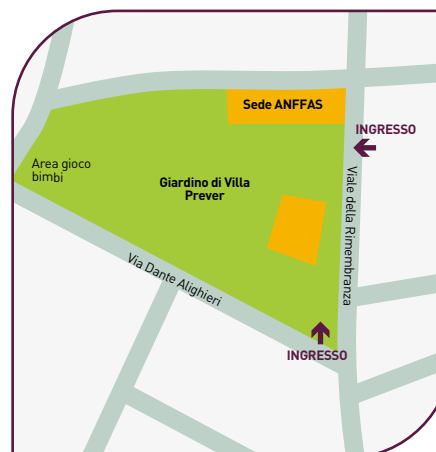 Sede ANFFAS
INGRESSO
Area gioco
bimbi
Giardino di Villa
Prever
Viale della Rimembranza
Via Dante Alighieri
INGRESSO